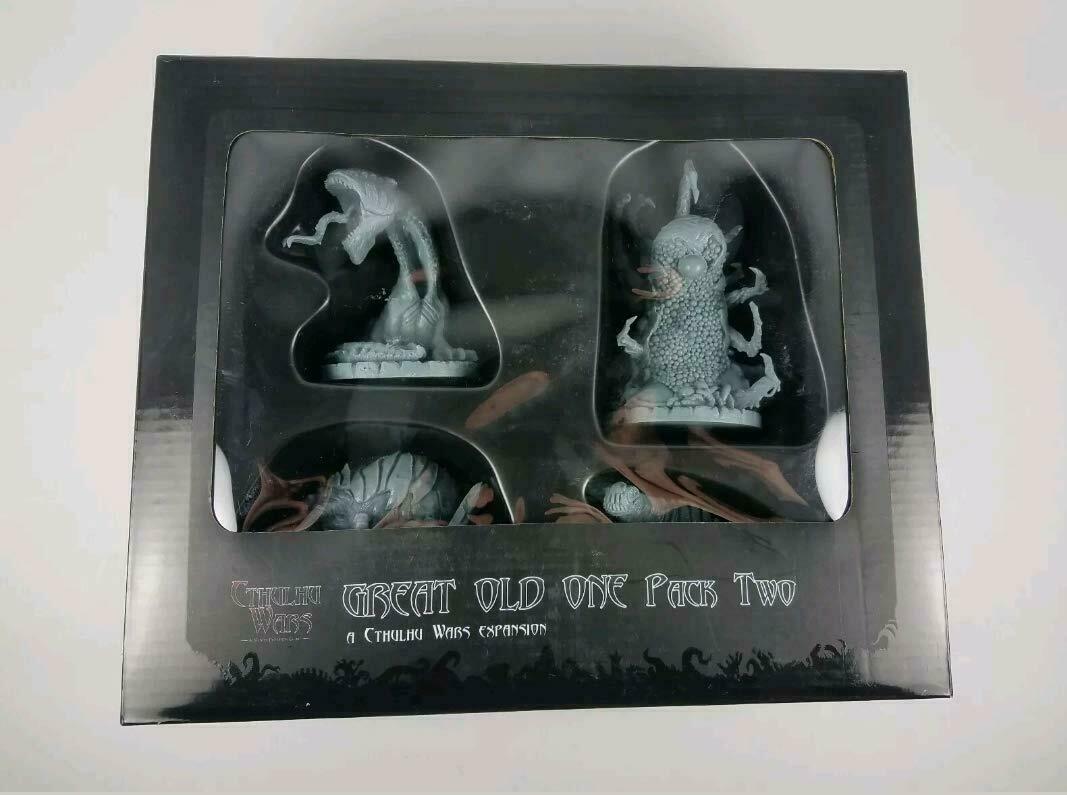 Cthulhu
Wars
GREAT OLD ONE Pack Two
A Cthulhu Wars expansion